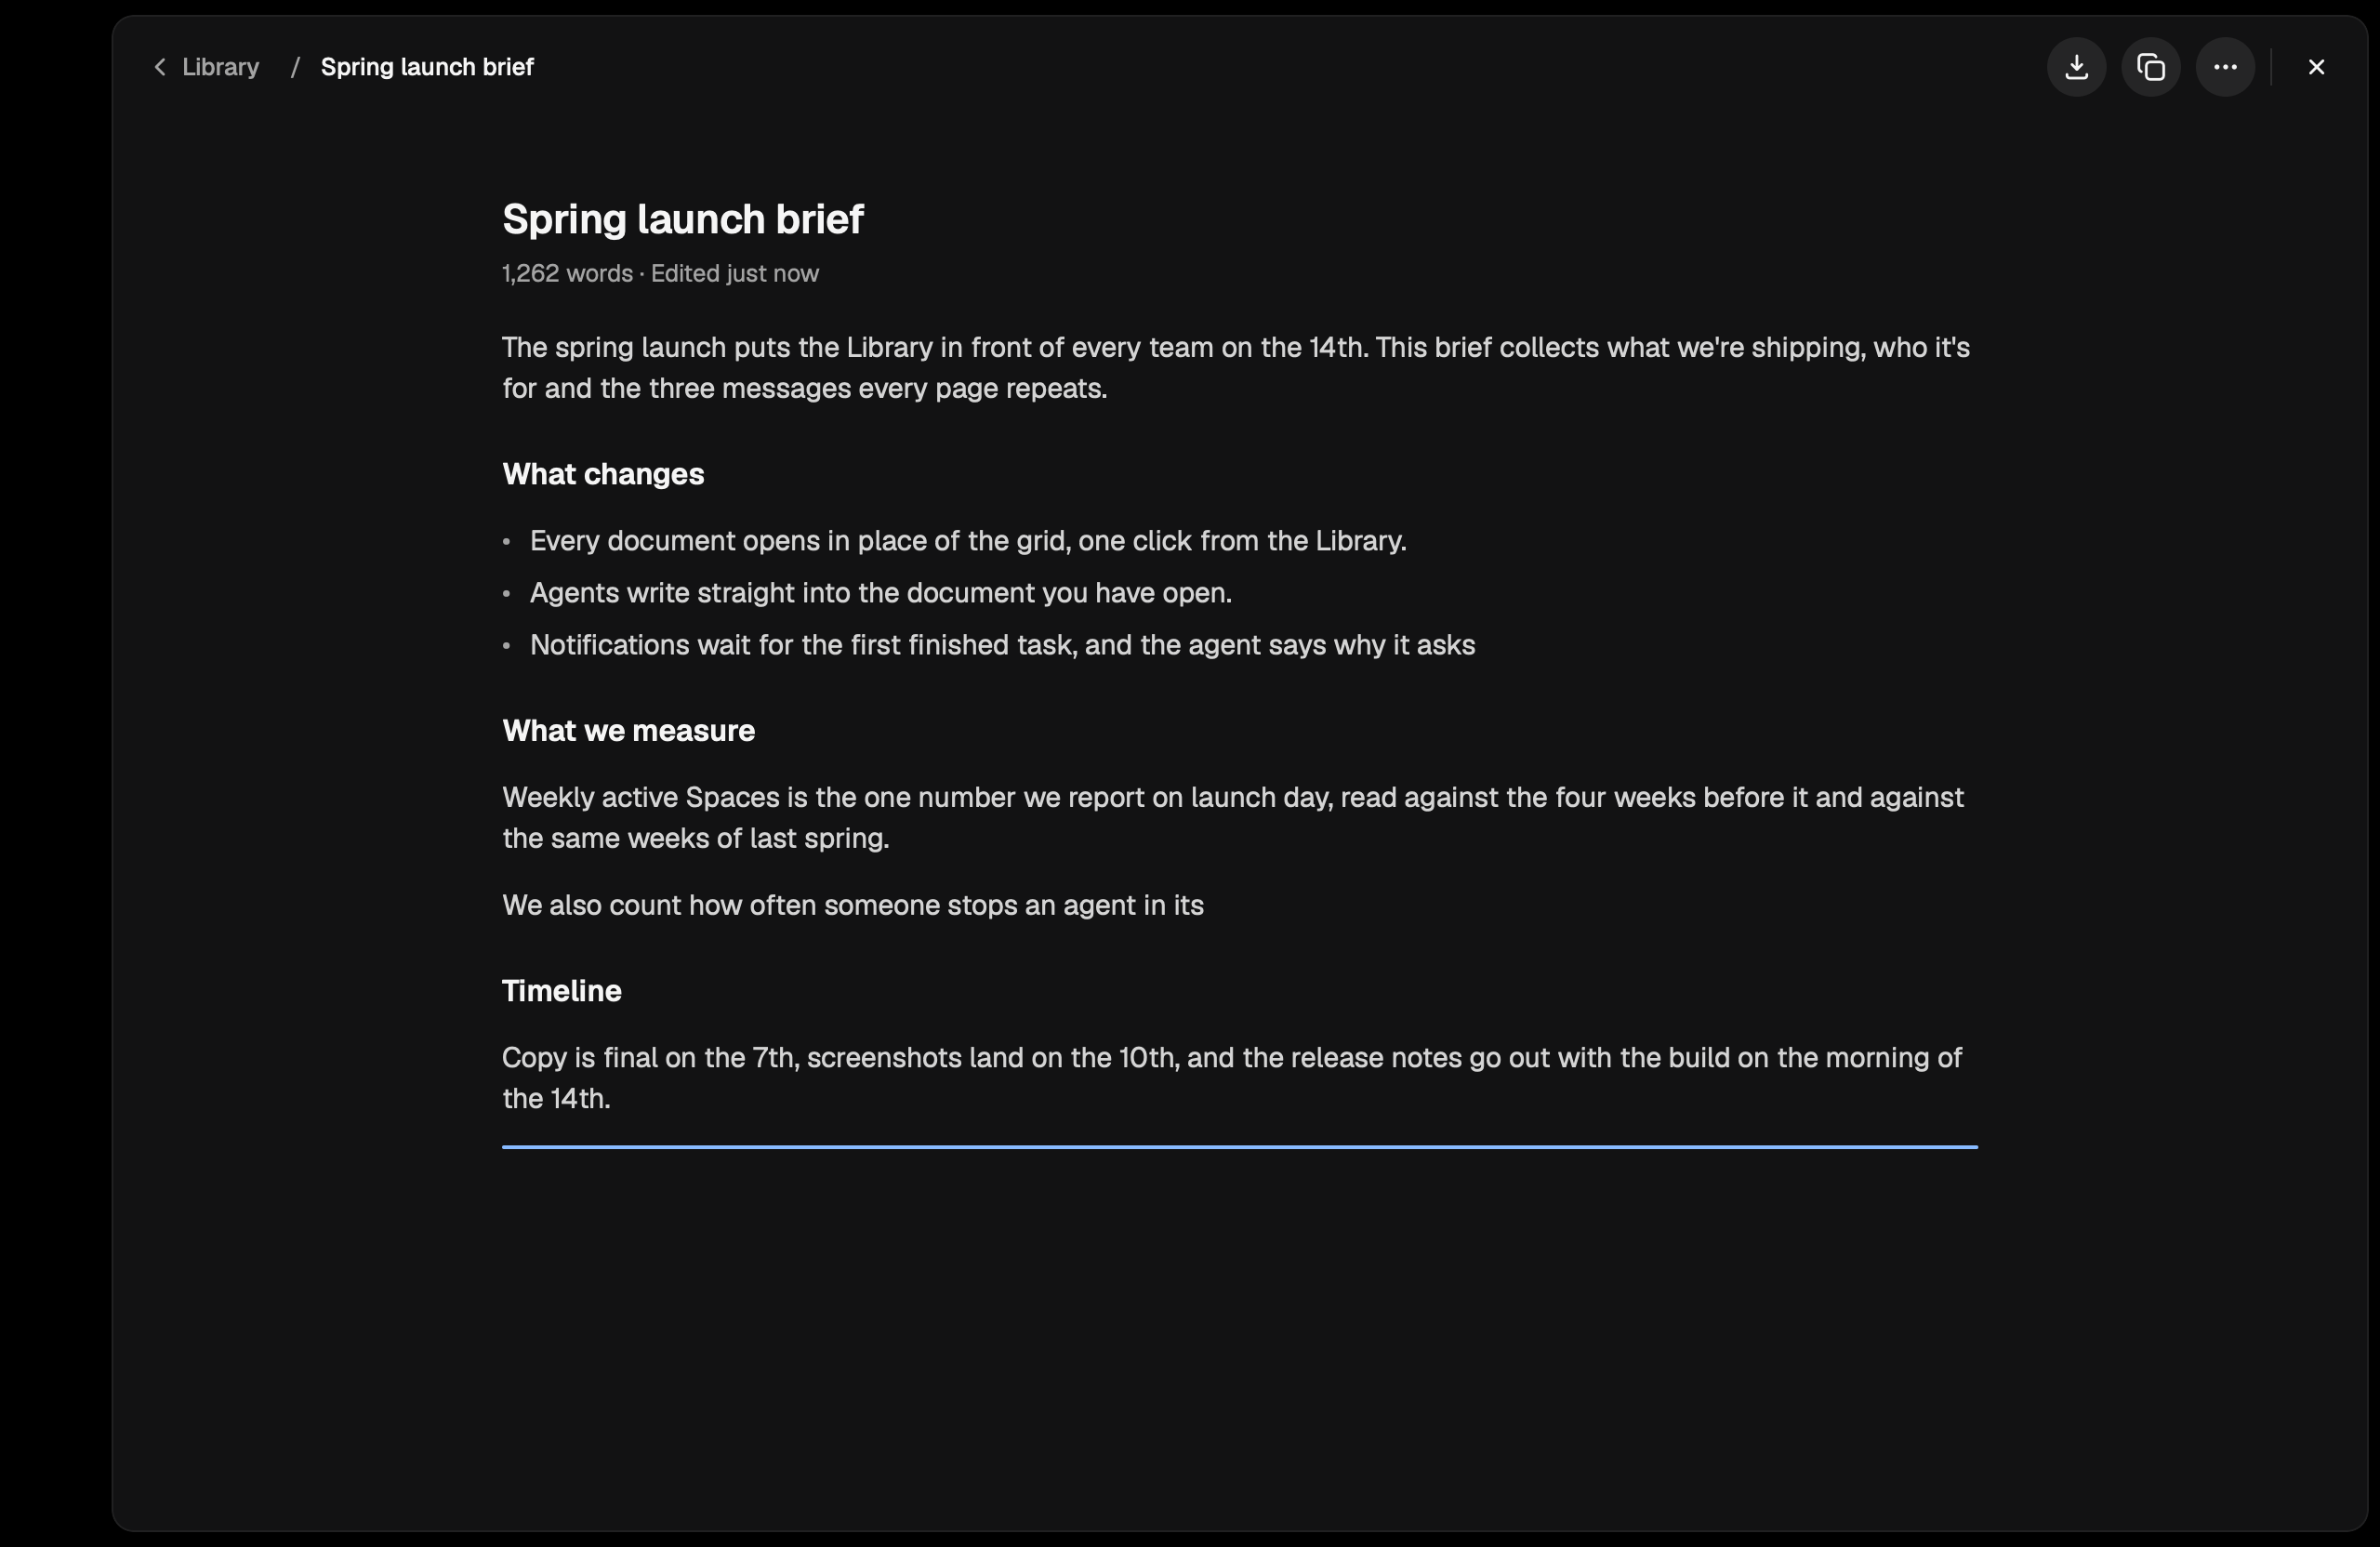 Library / Spring launch brief
Spring launch brief
1,262 words · Edited just now
The spring launch puts the Library in front of every team on the 14th. This brief collects what we're shipping, who it's
for and the three messages every page repeats.
What changes
• Every document opens in place of the grid, one click from the Library.
• Agents write straight into the document you have open.
• Notifications wait for the first finished task, and the agent says why it asks
What we measure
Weekly active Spaces is the one number we report on launch day, read against the four weeks before it and against
the same weeks of last spring.
We also count how often someone stops an agent in its
Timeline
Copy is final on the 7th, screenshots land on the 10th, and the release notes go out with the build on the morning of
the 14th.